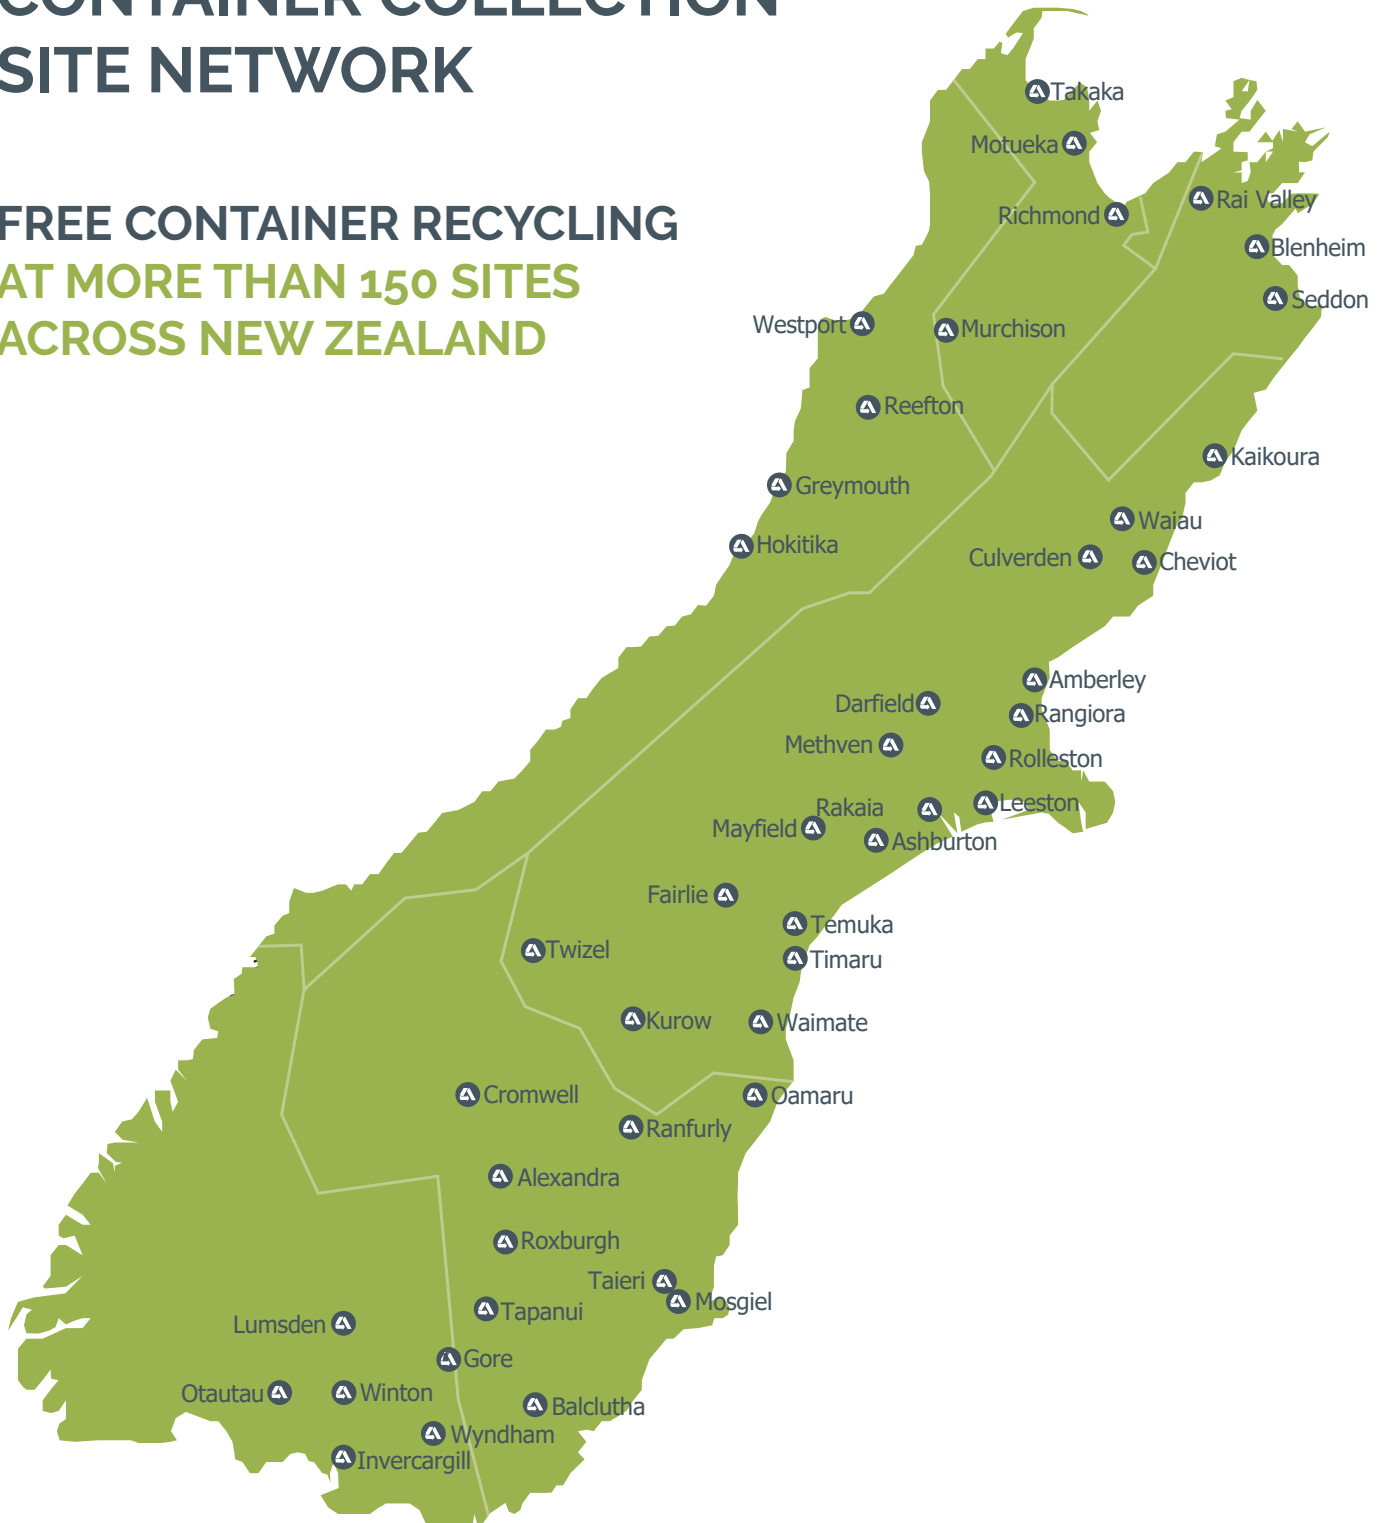 CONTAINER COLLECTION
SITE NETWORK
FREE CONTAINER RECYCLING
AT MORE THAN 150 SITES
ACROSS NEW ZEALAND
Takaka
Motueka
Rai Valley
Richmond
Blenheim
Seddon
Westport
Murchison
Reefton
Kaikoura
Greymouth
Waiau
Hokitika
Culverden
Cheviot
Amberley
Darfield
Rangiora
Methven
Rolleston
Rakaia
Leeston
Mayfield
Ashburton
Fairlie
Temuka
Twizel
Timaru
Kurow
Waimate
Cromwell
Oamaru
Ranfurly
Alexandra
Roxburgh
Taieri
Mosgiel
Tapanui
Lumsden
Gore
Otautau
Winton
Balclutha
Wyndham
Invercargill